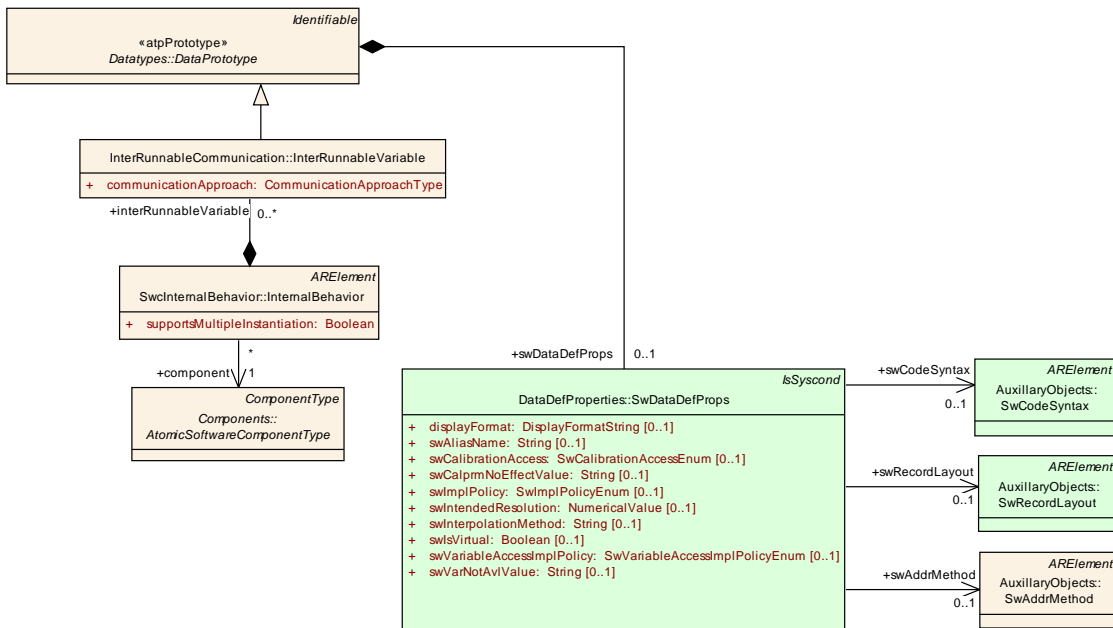 Identifiable
«atpPrototype»
Datatypes::DataPrototype
InterRunnableCommunication::InterRunnableVariable
+ communicationApproach: CommunicationApproachType
+interRunnableVariable
0..*
ARElement
SwcInternalBehavior::InternalBehavior
+ supportsMultipleInstantiation: Boolean
*
+component
1
ComponentType
Components::
AtomicSoftwareComponentType
+swDataDefProps
0..1
IsSyscond
DataDefProperties::SwDataDefProps
+ displayFormat: DisplayFormatString [0..1]
+ swAliasName: String [0..1]
+ swCalibrationAccess: SwCalibrationAccessEnum [0..1]
+ swCalprmNoEffectValue: String [0..1]
+ swImplPolicy: SwImplPolicyEnum [0..1]
+ swIntendedResolution: NumericalValue [0..1]
+ swInterpolationMethod: String [0..1]
+ swIsVirtual: Boolean [0..1]
+ swVariableAccessImplPolicy: SwVariableAccessImplPolicyEnum [0..1]
+ swVarNotAvlValue: String [0..1]
+swCodeSyntax
0..1
ARElement
AuxillaryObjects::
SwCodeSyntax
+swRecordLayout
0..1
ARElement
AuxillaryObjects::
SwRecordLayout
+swAddrMethod
0..1
ARElement
AuxillaryObjects::
SwAddrMethod